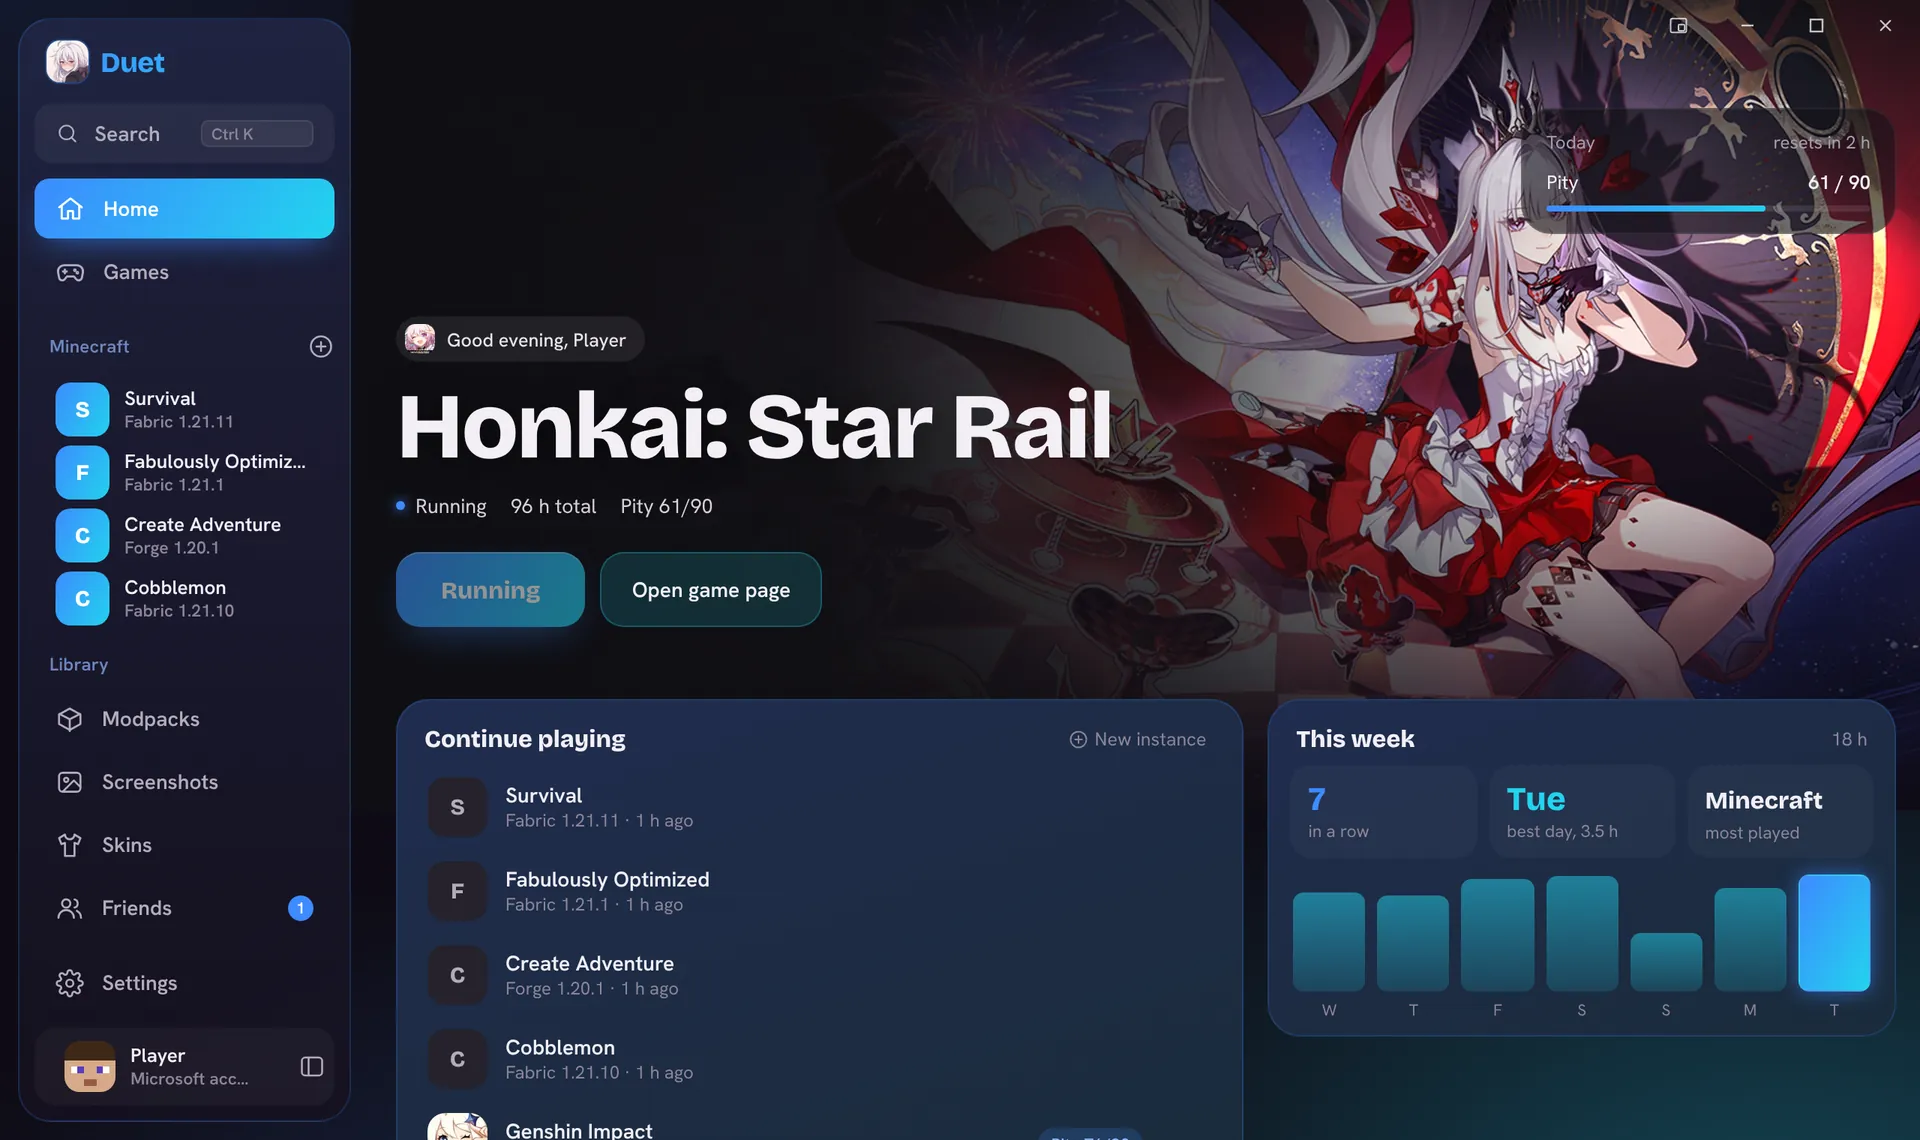 Duet
Search
Ctrl K
Home
Games
Minecraft
S
Survival
Fabric 1.21.11
F
Fabulously Optimiz...
Fabric 1.21.1
C
Create Adventure
Forge 1.20.1
C
Cobblemon
Fabric 1.21.10
Library
Modpacks
Screenshots
Skins
Friends
1
Settings
Player
Microsoft acc...
Today
resets in 2 h
Pity
61 / 90
Good evening, Player
Honkai: Star Rail
Running
96 h total
Pity 61/90
Running
Open game page
Continue playing
New instance
S
Survival
Fabric 1.21.11 · 1 h ago
F
Fabulously Optimized
Fabric 1.21.1 · 1 h ago
C
Create Adventure
Forge 1.20.1 · 1 h ago
C
Cobblemon
Fabric 1.21.10 · 1 h ago
Genshin Impact
This week
18 h
7
in a row
Tue
best day, 3.5 h
Minecraft
most played
W
T
F
S
S
M
T